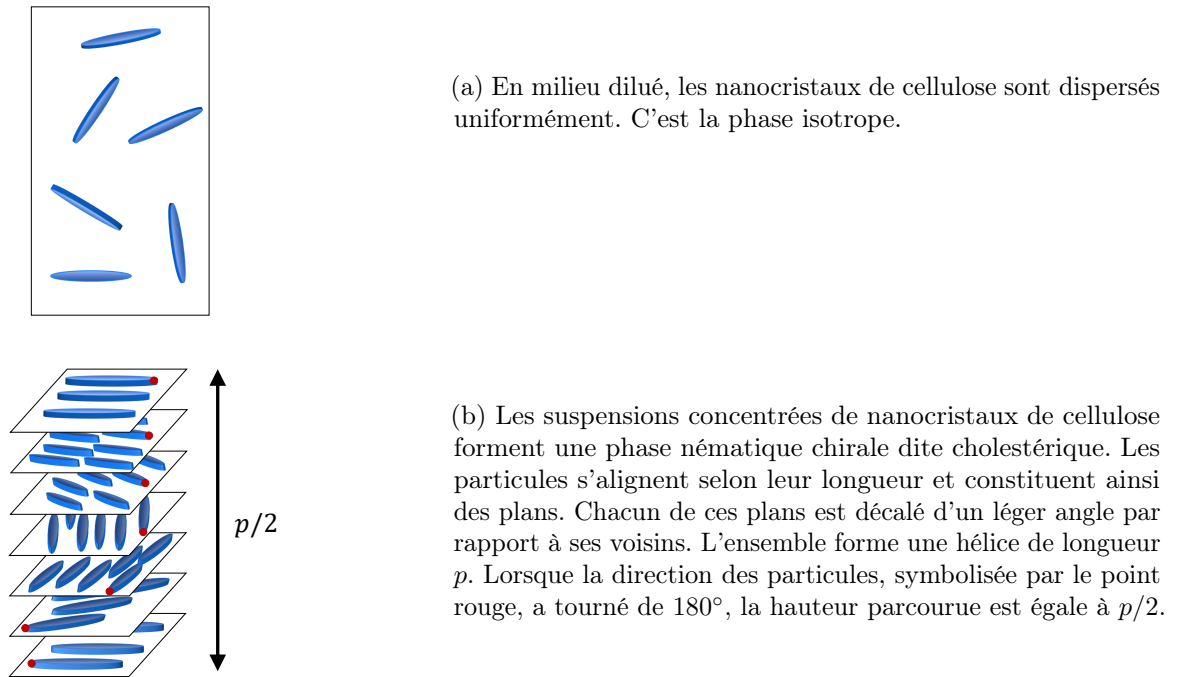 (a) En milieu dilué, les nanocristaux de cellulose sont dispersés
uniformément. C'est la phase isotrope.
p/2
(b) Les suspensions concentrées de nanocristaux de cellulose
forment une phase nématique chirale dite cholestérique. Les
particules s'alignent selon leur longueur et constituent ainsi
des plans. Chacun de ces plans est décalé d'un léger angle par
rapport à ses voisins. L'ensemble forme une hélice de longueur
p. Lorsque la direction des particules, symbolisée par le point
rouge, a tourné de 180°, la hauteur parcourue est égale à p/2.